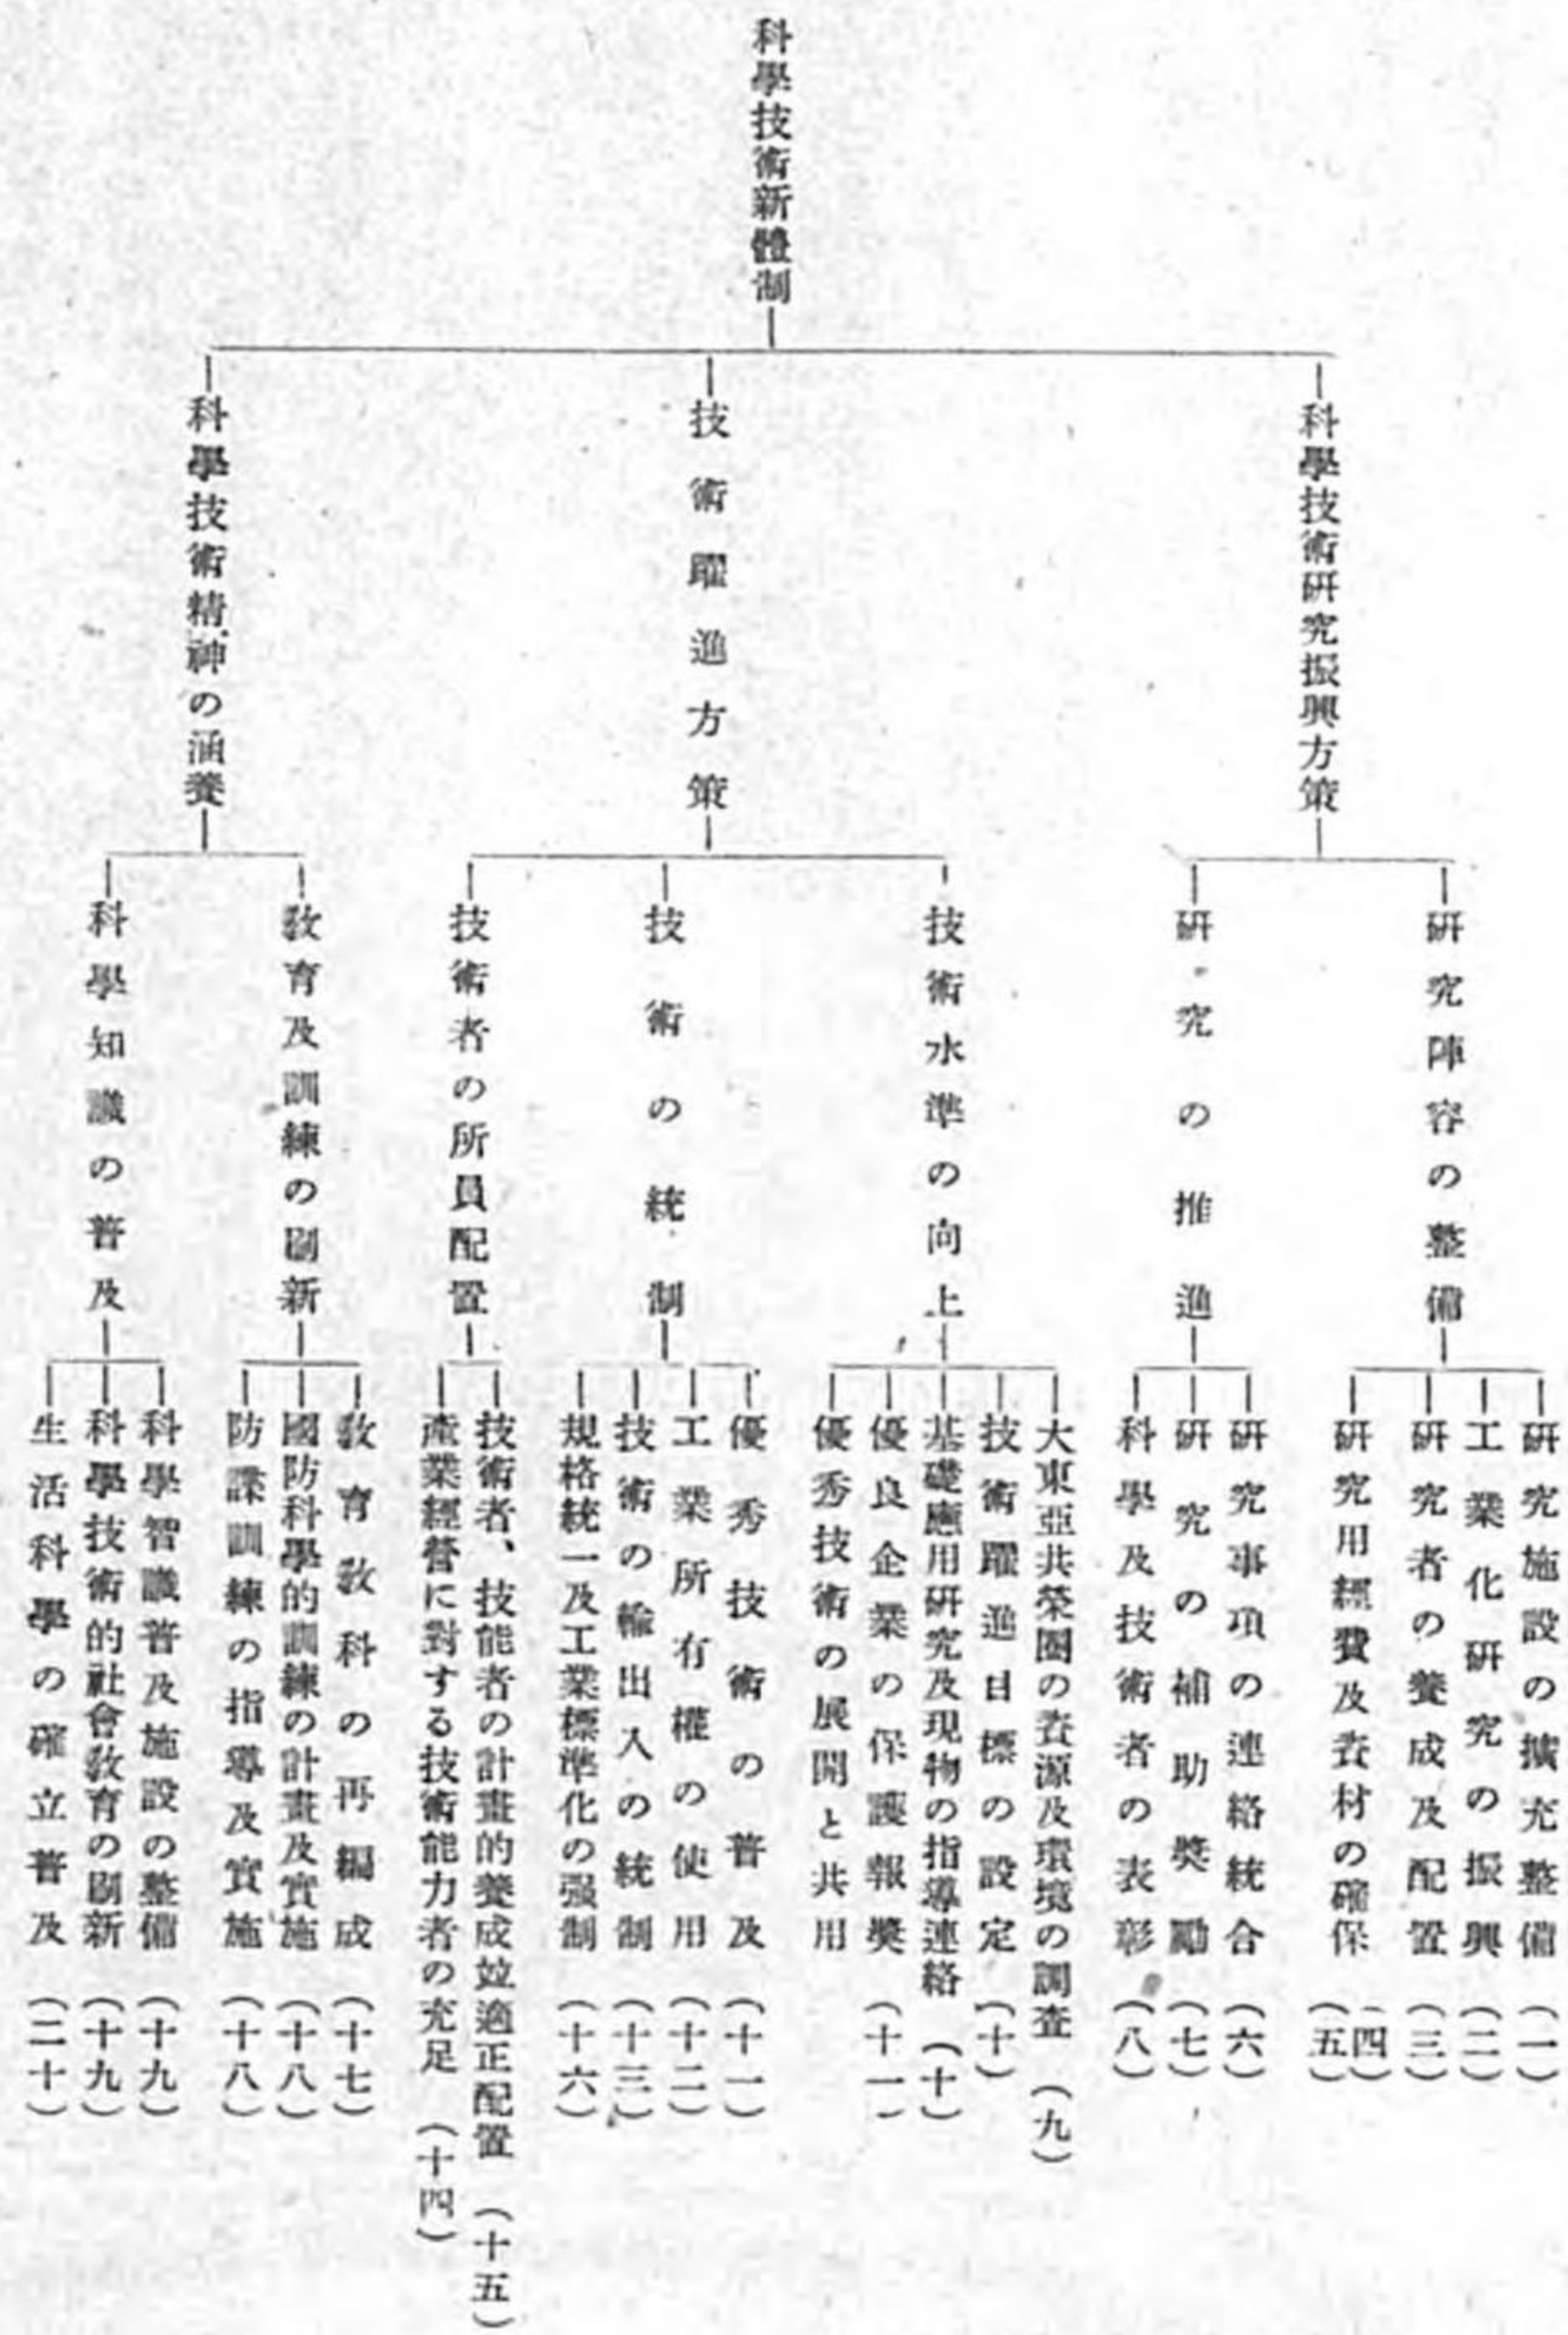 科學技術新體制
科學技術研究振興方策
研究陣容の整備
研究施設の擴充整備（一）
工業化研究の振興（二）
研究者の養成及配置（三）
研究用經費及資材の確保（四）（五）
研究の推進
研究事項の連絡統合（六）
研究の補助奬勵（七）
科學及技術者の表彰（八）
技術躍進方策
技術水準の向上
大東亞共榮圏の資源及環境の調査（九）
技術躍進目標の設定（十）
基礎應用研究及現物の指導連絡（十）
優良企業の保護報奬（十一）
優秀技術の展開と共用
技術の統制
優秀技術の普及（十一）
工業所有權の使用（十二）
技術の輸出入の統制（十三）
規格統一及工業標準化の强制（十六）
技術者の所員配置
技術者、技能者の計畫的養成竝適正配置（十五）
產業經營に對する技術能力者の充足（十四）
科學技術精神の涵養
敎育及訓練の刷新
敎育敎科の再編成（十七）
國防科學的訓練の計畫及實施（十八）
防諜訓練の指導及實施（十八）
科學知識の普及
科學智識普及施設の整備（十九）
科學技術的社會敎育の刷新（十九）
生活科學の確立普及（二十）